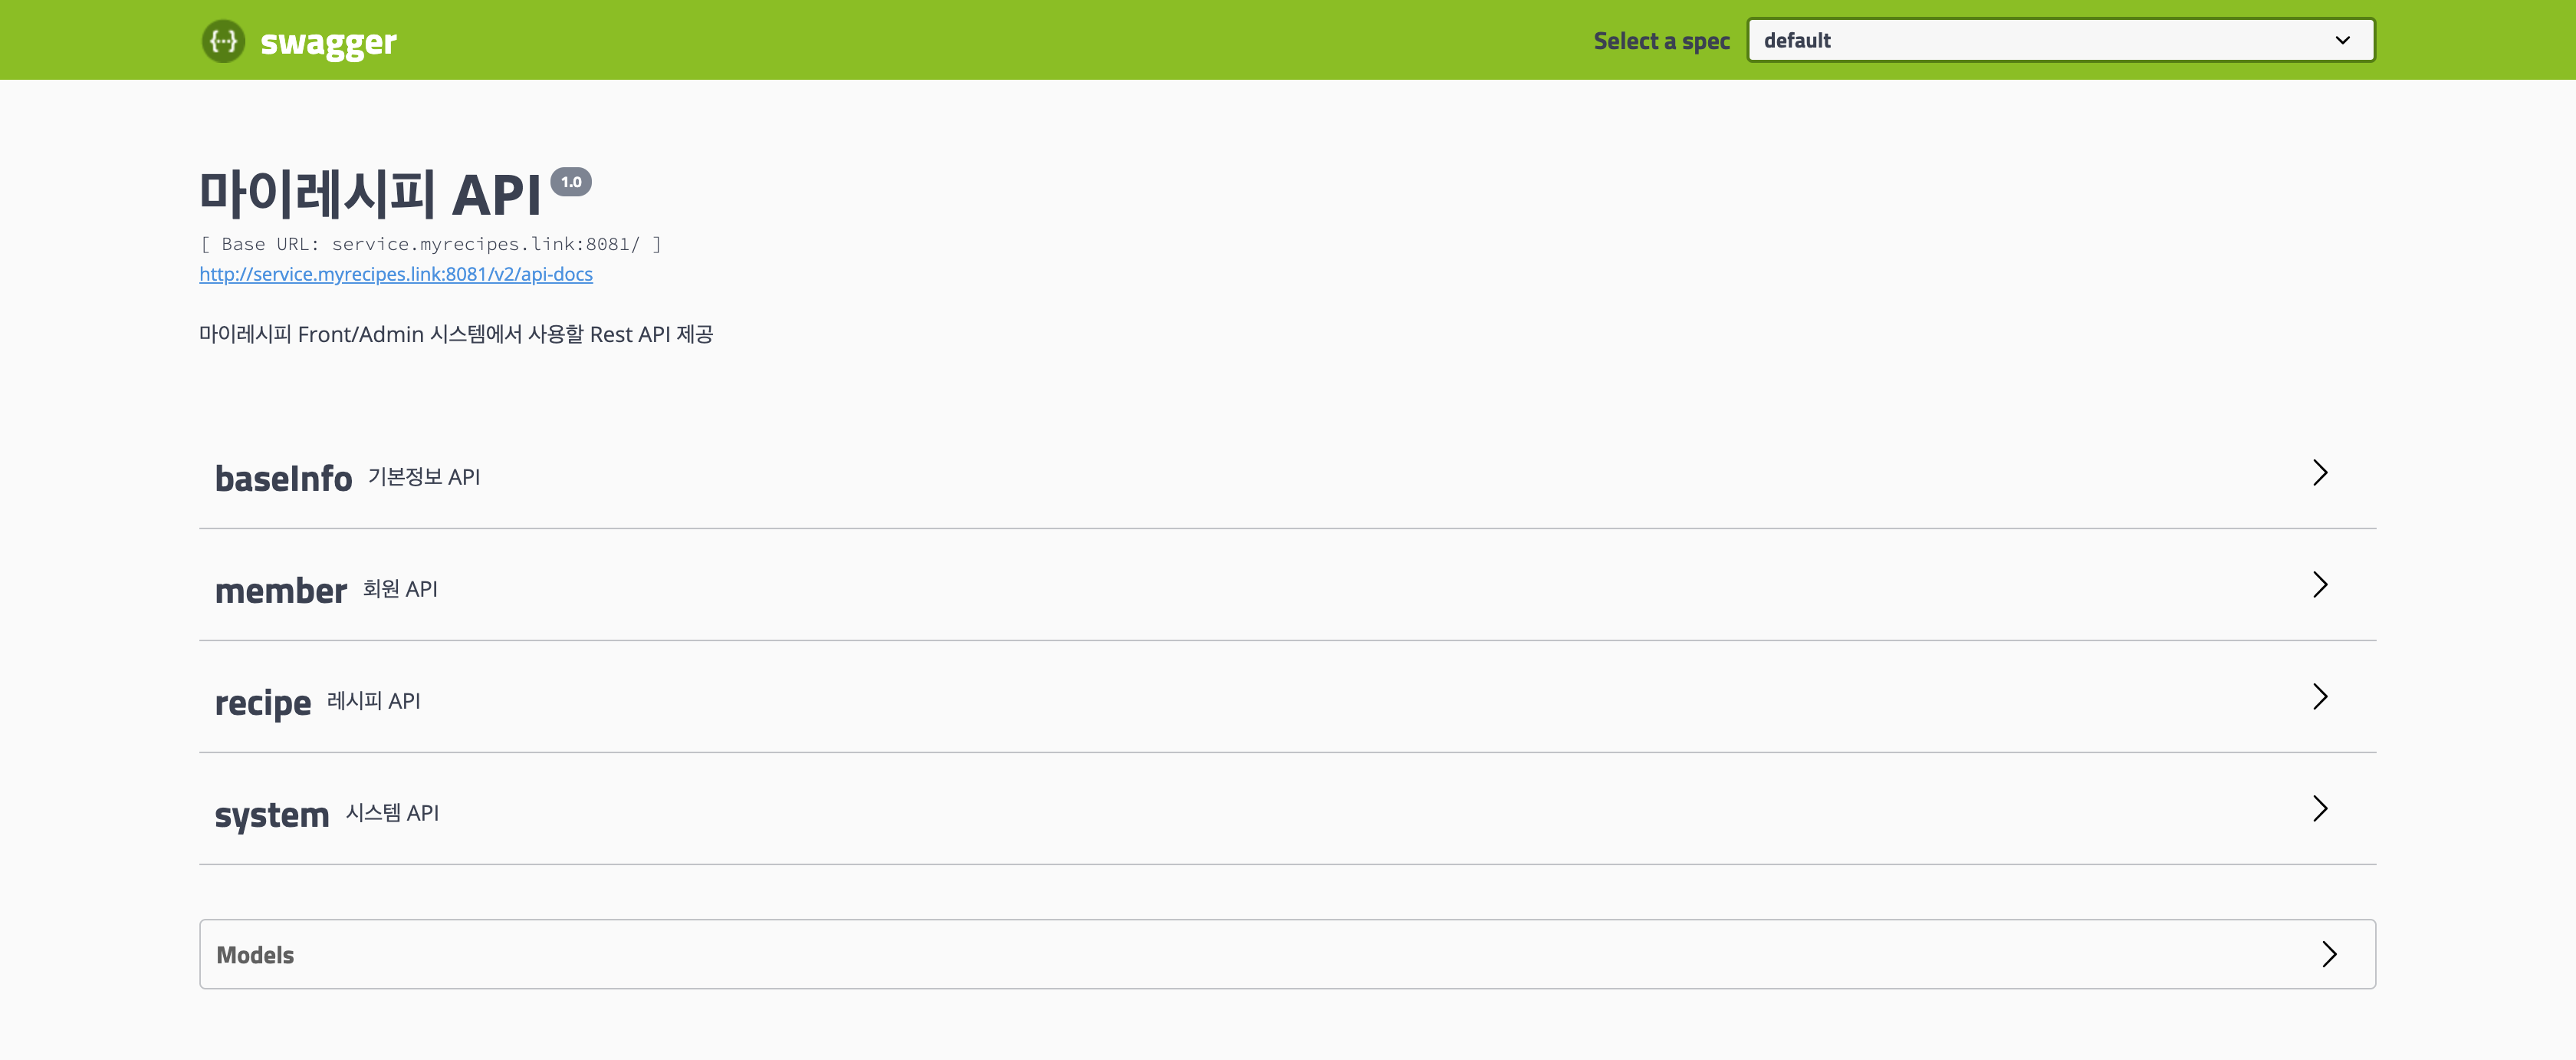 {···} swagger
Select a spec default
마이레시피 API 1.0
[ Base URL: service.myrecipes.link:8081/ ]
http://service.myrecipes.link:8081/v2/api-docs
마이레시피 Front/Admin 시스템에서 사용할 Rest API 제공
baseInfo 기본정보 API
member 회원 API
recipe 레시피 API
system 시스템 API
Models